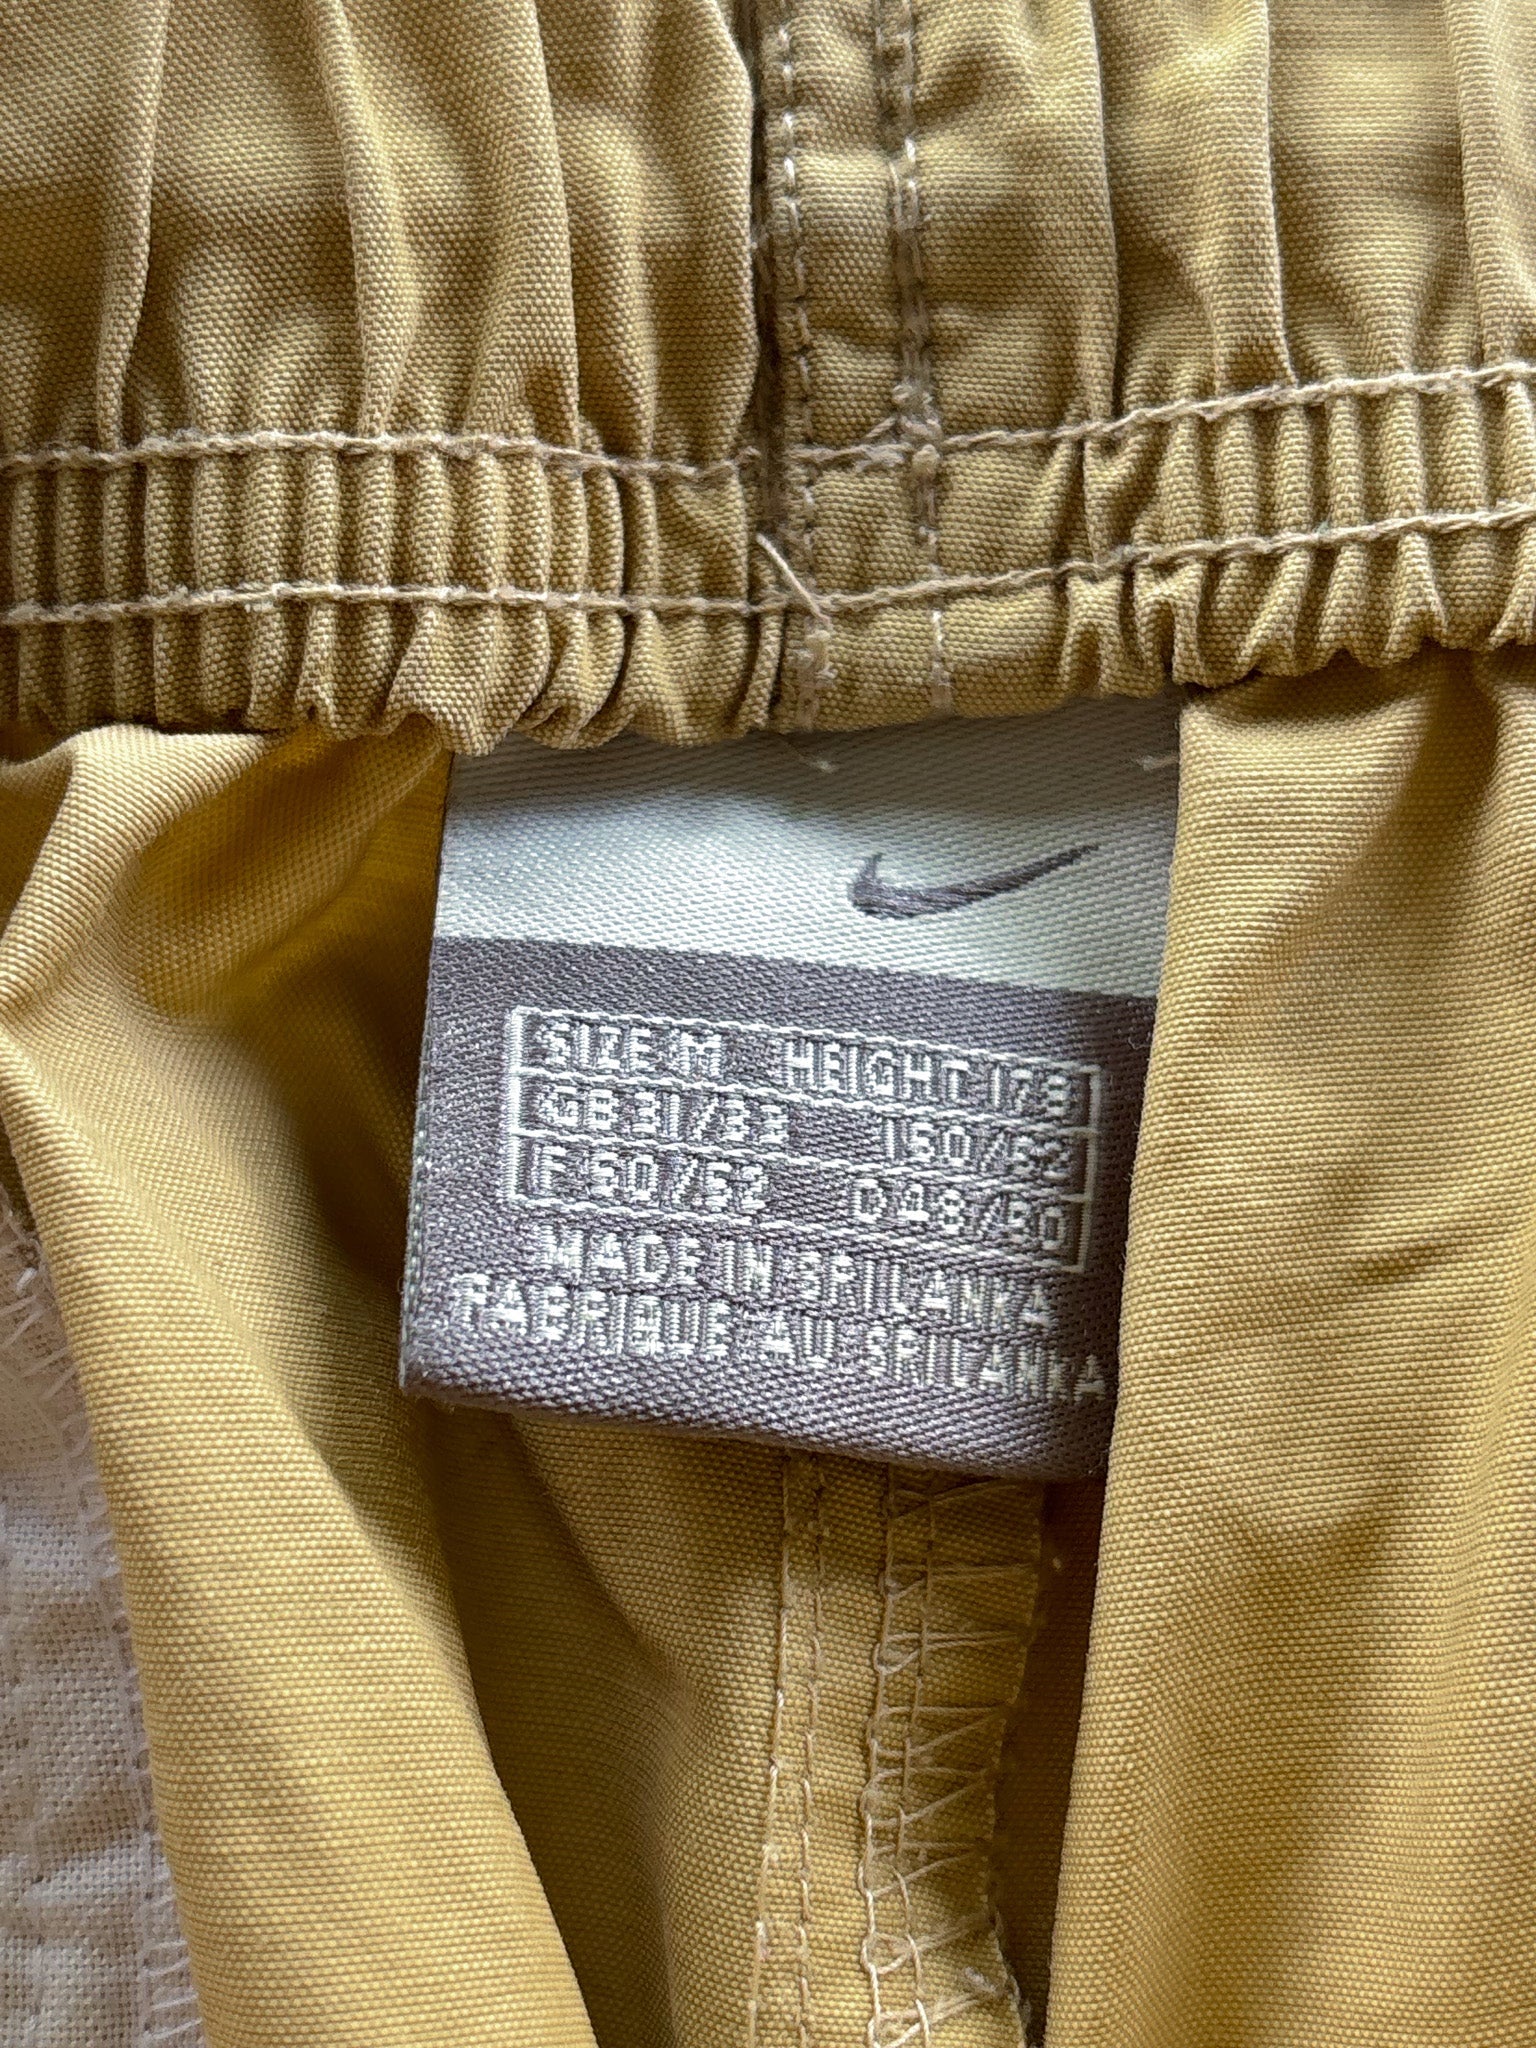 SIZE M HEIGHT 178
GB 31/33 I 50/53
F 50/52 D 48/50
MADE IN SRI LANKA
FABRIQUE AU SRI LANKA